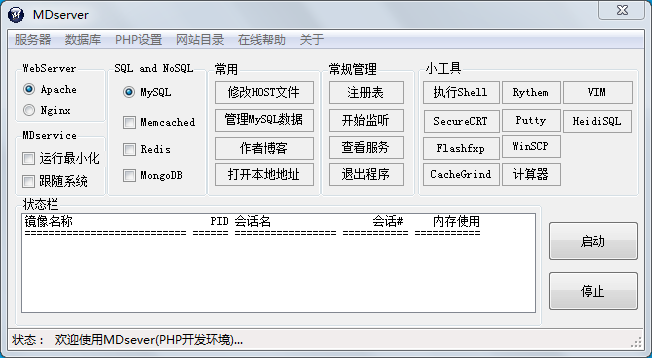 MDserver
服务器 数据库 PHP设置 网站目录 在线帮助 关于
WebServer
Apache
Nginx
MDservice
运行最小化
跟随系统
SQL and NoSQL
MySQL
Memcached
Redis
MongoDB
常用
修改HOST文件
管理MySQL数据
作者博客
打开本地地址
常规管理
注册表
开始监听
查看服务
退出程序
小工具
执行Shell Rythem VIM
SecureCRT Putty HeidiSQL
Flashfxp WinSCP
CacheGrind 计算器
状态栏
镜像名称 PID 会话名 会话# 内存使用
========================= ====== ================ =========== ===========
启动
停止
状态： 欢迎使用MDsever(PHP开发环境)...